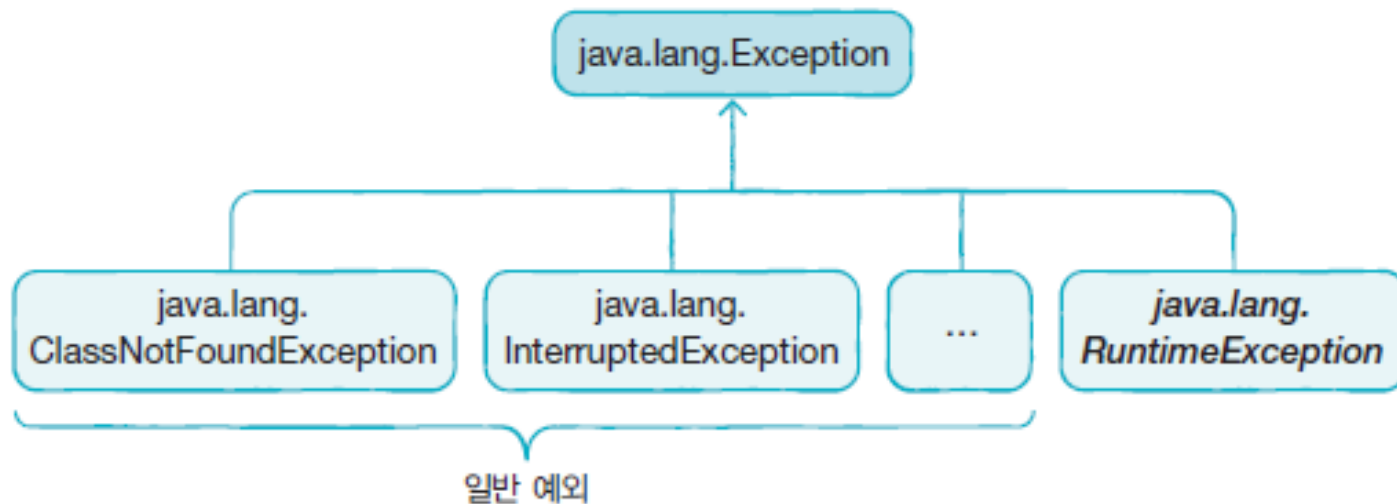 java.lang.Exception
java.lang.
ClassNotFoundException
java.lang.
InterruptedException
...
java.lang.
RuntimeException
일반 예외